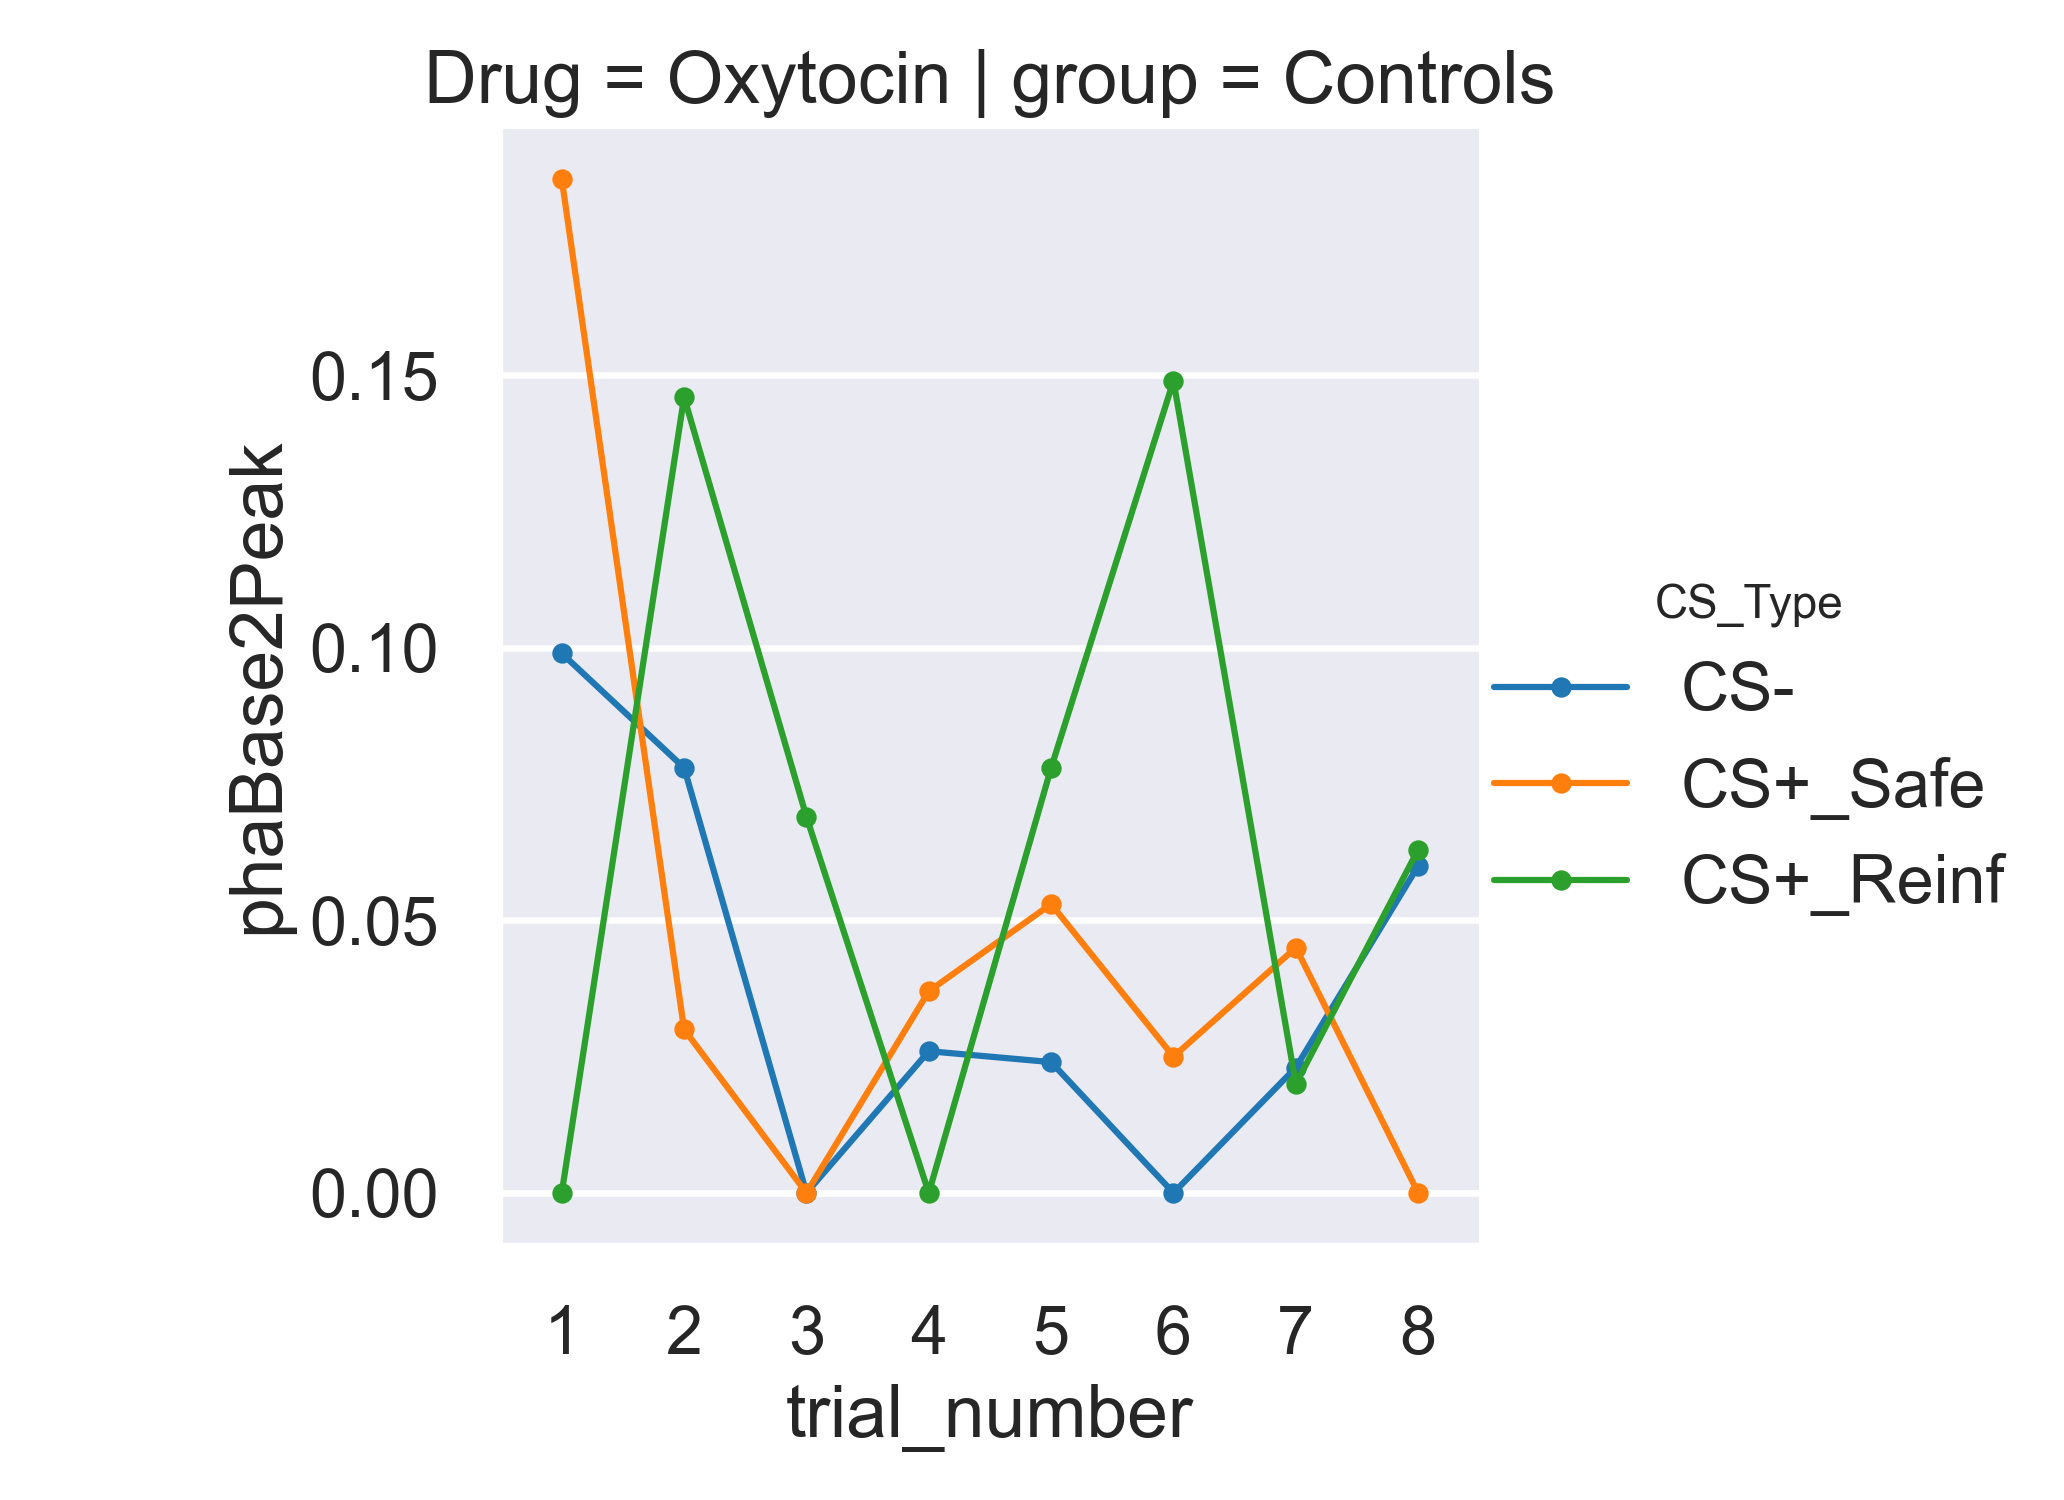 Drug = Oxytocin | group = Controls
phaBase2Peak
0.15
0.10
0.05
0.00
1 2 3 4 5 6 7 8
trial_number
CS_Type
CS-
CS+_Safe
CS+_Reinf